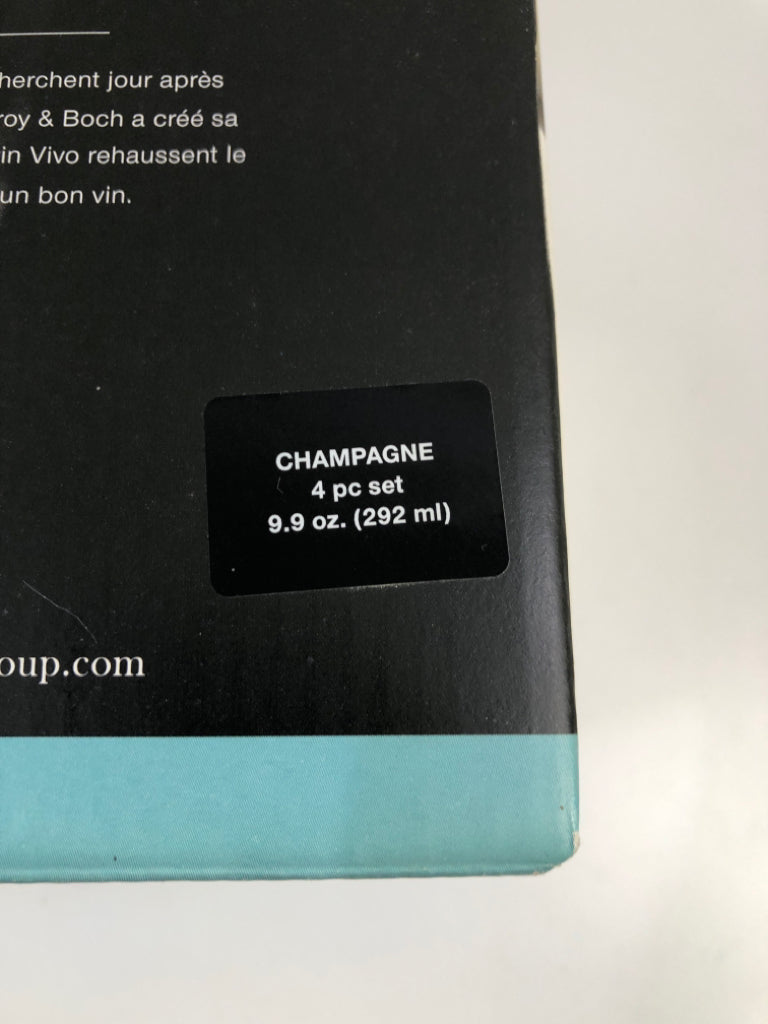 herchent jour après
roy & Boch a créé sa
in Vivo rehaussent le
un bon vin.
CHAMPAGNE
4 pc set
9.9 oz. (292 ml)
oup.com